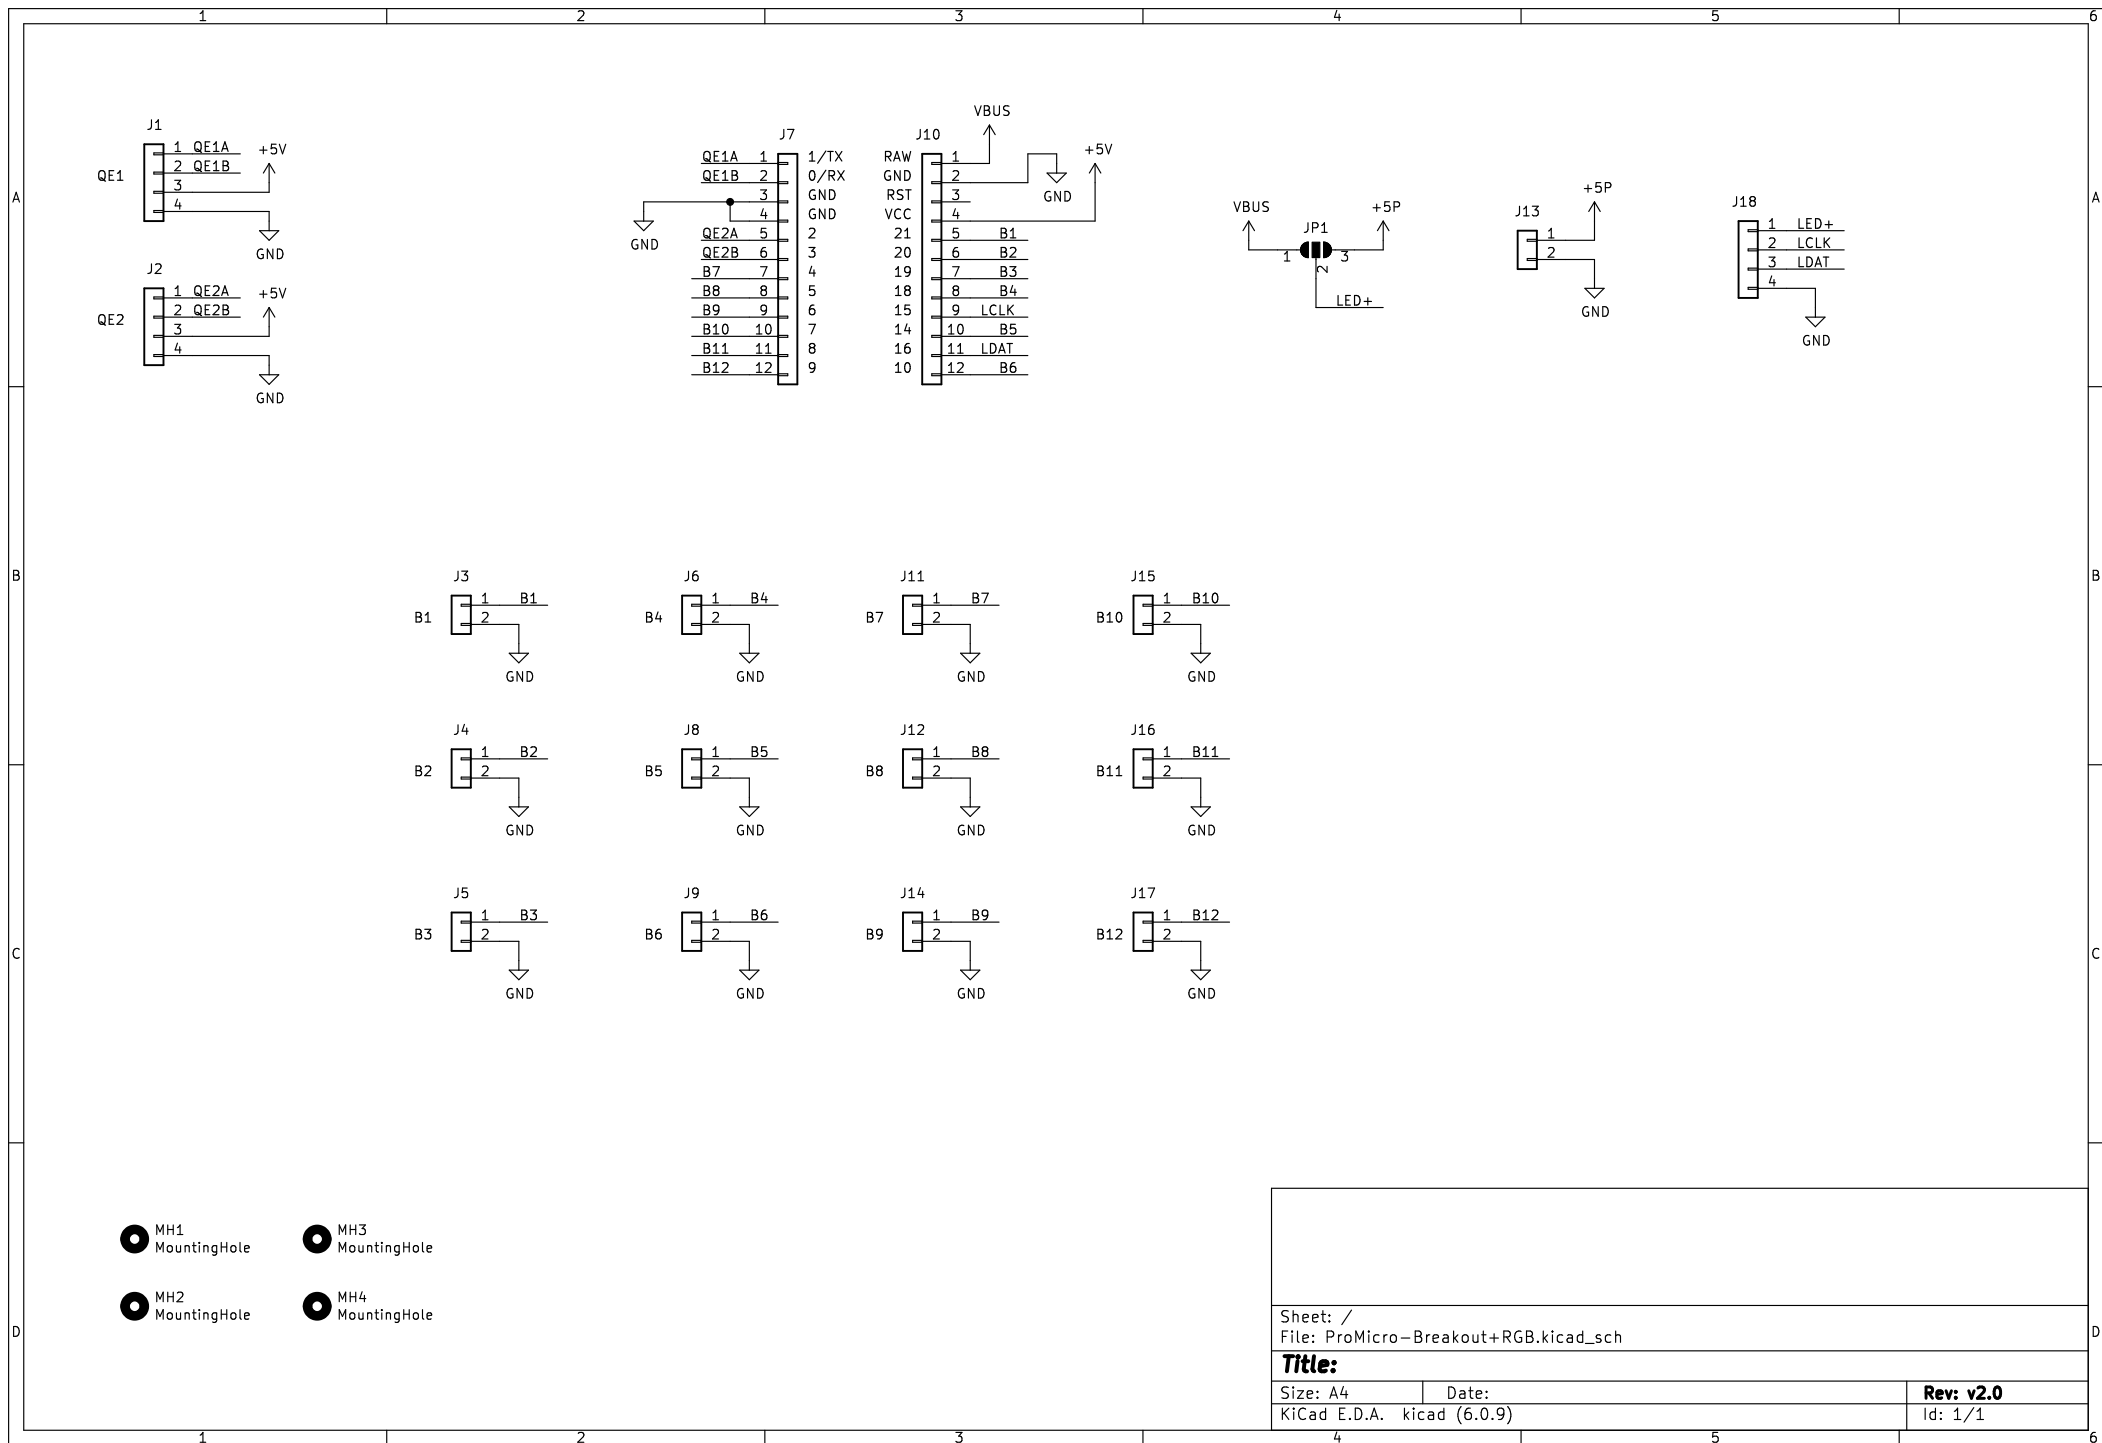 1 2 3 4 5 6
A A
B B
C C
D D
J1
QE1
1 QE1A
2 QE1B
3
4
+5V
GND
J2
QE2
1 QE2A
2 QE2B
3
4
+5V
GND
J7
QE1A 1 1/TX
QE1B 2 0/RX
3 GND
4 GND
QE2A 5 2
QE2B 6 3
B7 7 4
B8 8 5
B9 9 6
B10 10 7
B11 11 8
B12 12 9
GND
J10
VBUS
RAW 1
GND 2
RST 3
VCC 4
21 5 B1
20 6 B2
19 7 B3
18 8 B4
15 9 LCLK
14 10 B5
16 11 LDAT
10 12 B6
GND
+5V
VBUS
JP1
+5P
1 2 3
LED+
J13
+5P
1
2
GND
J18
1 LED+
2 LCLK
3 LDAT
4
GND
J3
B1
1 B1
2
GND
J6
B4
1 B4
2
GND
J11
B7
1 B7
2
GND
J15
B10
1 B10
2
GND
J4
B2
1 B2
2
GND
J8
B5
1 B5
2
GND
J12
B8
1 B8
2
GND
J16
B11
1 B11
2
GND
J5
B3
1 B3
2
GND
J9
B6
1 B6
2
GND
J14
B9
1 B9
2
GND
J17
B12
1 B12
2
GND
MH1
MountingHole
MH3
MountingHole
MH2
MountingHole
MH4
MountingHole
Sheet: /
File: ProMicro-Breakout+RGB.kicad_sch
Title:
Size: A4 Date: Rev: v2.0
KiCad E.D.A. kicad (6.0.9) Id: 1/1
1 2 3 4 5 6